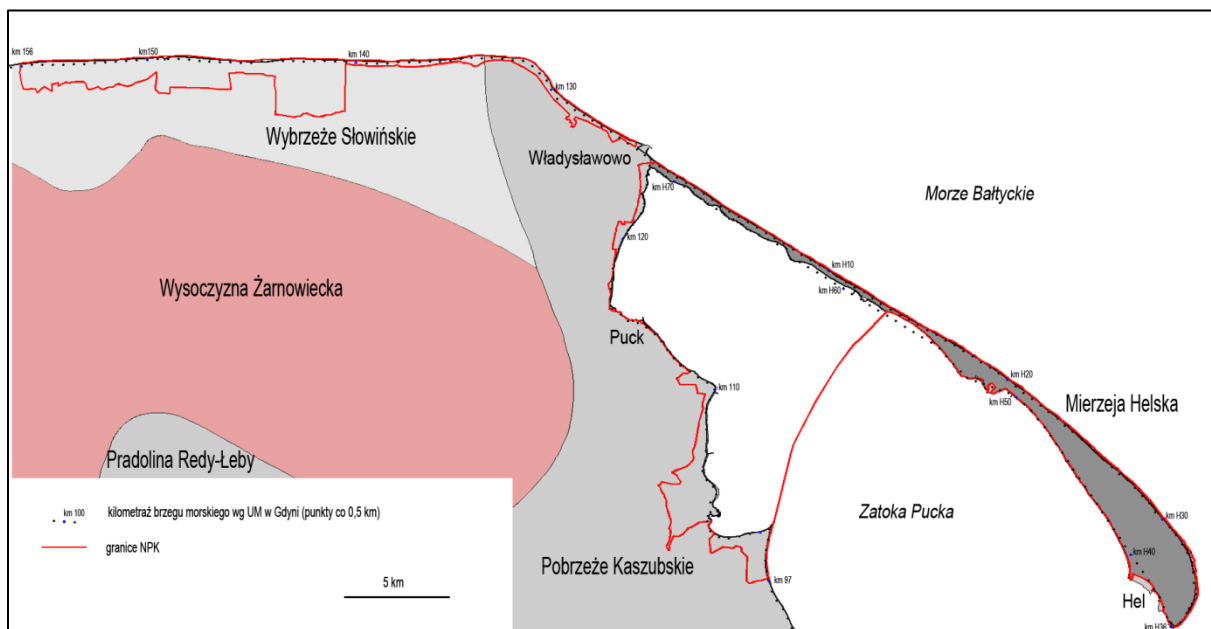 km 156
km150
km 140
km 130
Wybrzeże Słowińskie
Władysławowo
km H70
Morze Bałtyckie
km 120
km H10
Wysoczyzna Żarnowiecka
km H60
Puck
km H20
km 110
km H50
Mierzeja Helska
Pradolina Redy-Łeby
km 100
kilometraż brzegu morskiego wg UM w Gdyni (punkty co 0,5 km)
Zatoka Pucka
km H30
granice NPK
km H40
Pobrzeże Kaszubskie
5 km
km 97
Hel
km H36